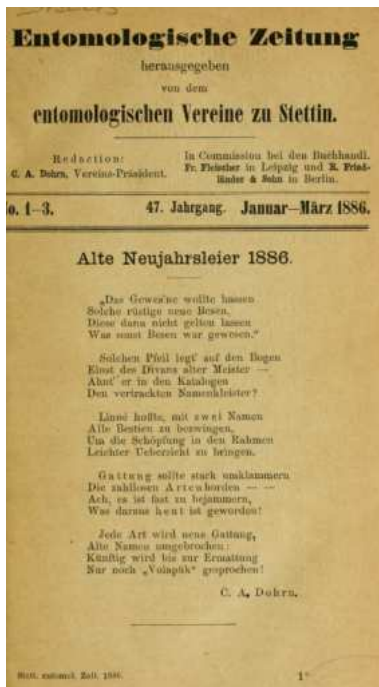 Entomologische Zeitung
herausgegeben
von dem
entomologischen Vereine zu Stettin.
Redaction:
C. A. Dohrn, Vereins-Präsident.
In Commission bei den Buchhandl.
Fr. Fleischer in Leipzig und R. Fried-
länder & Sohn in Berlin.
No. 1—3. 47. Jahrgang. Januar—März 1886.
Alte Neujahrsleier 1886.
„Das Gewes'ne wollte hassen
Solche rüstige neue Besen,
Diese dann nicht gelten lassen
Was sonst Besen war gewesen.“
Solchen Pfeil legt' auf den Bogen
Einst des Divans alter Meister —
Ahnt' er in den Katalogen
Den vertrackten Namenkleister?
Linné hoffte, mit zwei Namen
Alle Bestien zu bezwingen,
Um die Schöpfung in den Rahmen
Leichter Uebersicht zu bringen.
Gattung sollte stark umklammern
Die zahllosen Artenhorden — —
Ach, es ist fast zu bejammern,
Was daraus heut ist geworden!
Jede Art wird neue Gattung,
Alte Namen umgebrochen:
Künftig wird bis zur Ermattung
Nur noch „Volapük“ gesprochen!
C. A. Dohrn.
Stett. entomol. Zeit. 1886. 1*